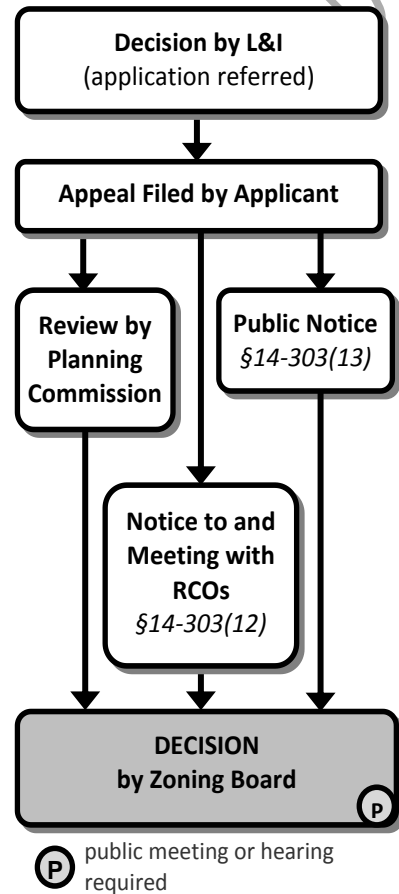 Decision by L&I
(application referred)
Appeal Filed by Applicant
Review by
Planning
Commission
Public Notice
§14-303(13)
Notice to and
Meeting with
RCOs
§14-303(12)
DECISION
by Zoning Board
P
P
public meeting or hearing
required